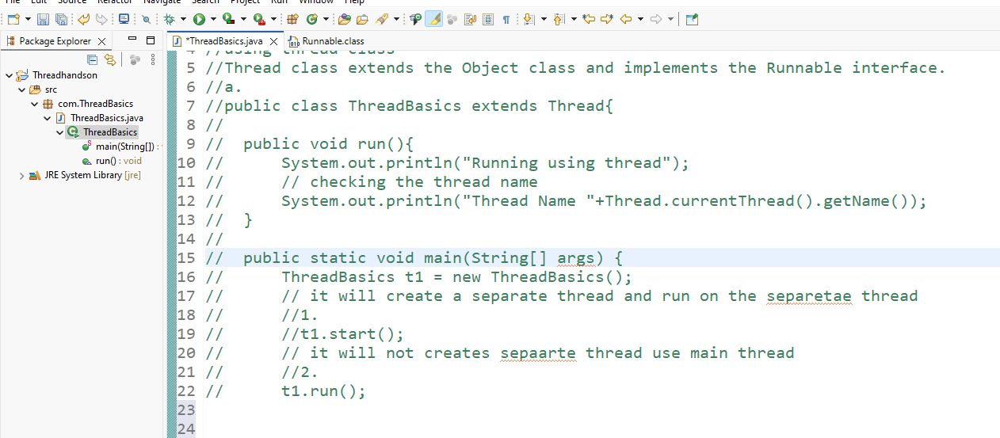 File Edit Source Refactor Navigate Search Project Run Window Help
Package Explorer
*ThreadBasics.java
Runnable.class
Threadhandson
src
com.ThreadBasics
ThreadBasics.java
ThreadBasics
main(String[]) :
run() : void
JRE System Library [jre]
4 //using thread class
5 //Thread class extends the Object class and implements the Runnable interface.
6 //a.
7 //public class ThreadBasics extends Thread{
8 //
9 //  public void run(){
10 //      System.out.println("Running using thread");
11 //      // checking the thread name
12 //      System.out.println("Thread Name "+Thread.currentThread().getName());
13 //  }
14 //
15 //  public static void main(String[] args) {
16 //      ThreadBasics t1 = new ThreadBasics();
17 //      // it will create a separate thread and run on the separetae thread
18 //      //1.
19 //      //t1.start();
20 //      // it will not creates sepaarte thread use main thread
21 //      //2.
22 //      t1.run();
23
24